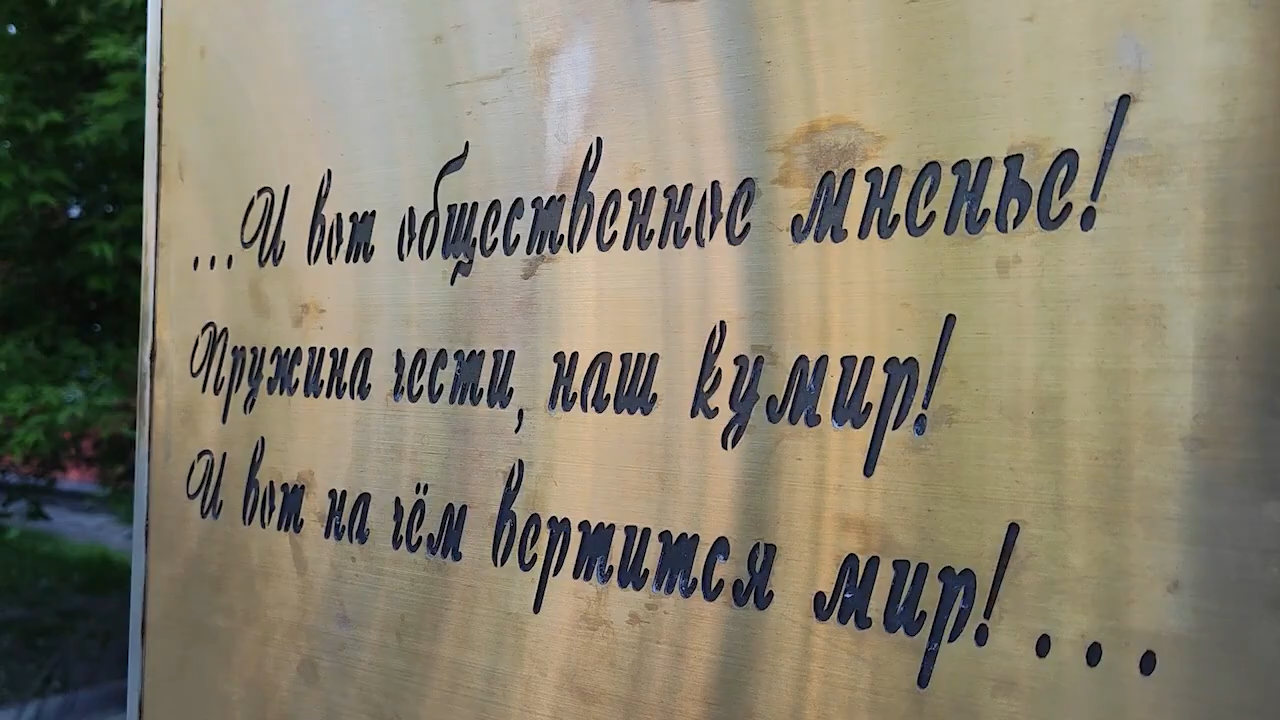 ...И вот общественное мненье!
Пружина чести, наш кумир!
И вот на чём вертится мир!...